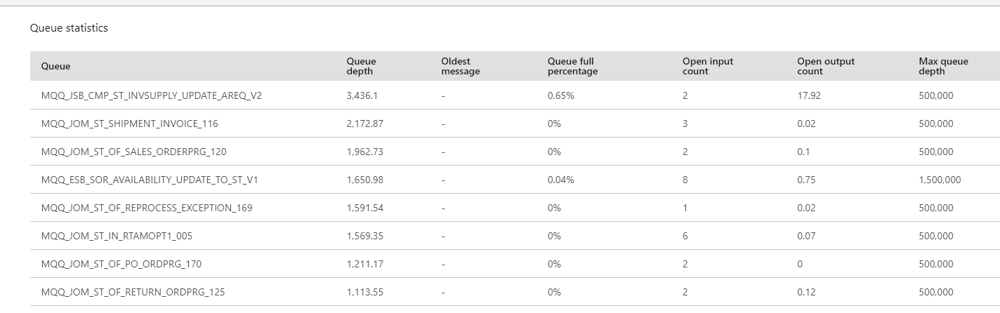 Queue statistics
Queue Queue depth Oldest message Queue full percentage Open input count Open output count Max queue depth
MQQ_JSB_CMP_ST_INVSUPPLY_UPDATE_AREQ_V2 3,436.1 - 0.65% 2 17.92 500,000
MQQ_JOM_ST_SHIPMENT_INVOICE_116 2,172.87 - 0% 3 0.02 500,000
MQQ_JOM_ST_OF_SALES_ORDERPRG_120 1,962.73 - 0% 2 0.1 500,000
MQQ_ESB_SOR_AVAILABILITY_UPDATE_TO_ST_V1 1,650.98 - 0.04% 8 0.75 1,500,000
MQQ_JOM_ST_OF_REPROCESS_EXCEPTION_169 1,591.54 - 0% 1 0.02 500,000
MQQ_JOM_ST_IN_RTAMOPT1_005 1,569.35 - 0% 6 0.07 500,000
MQQ_JOM_ST_OF_PO_ORDPRG_170 1,211.17 - 0% 2 0 500,000
MQQ_JOM_ST_OF_RETURN_ORDPRG_125 1,113.55 - 0% 2 0.12 500,000